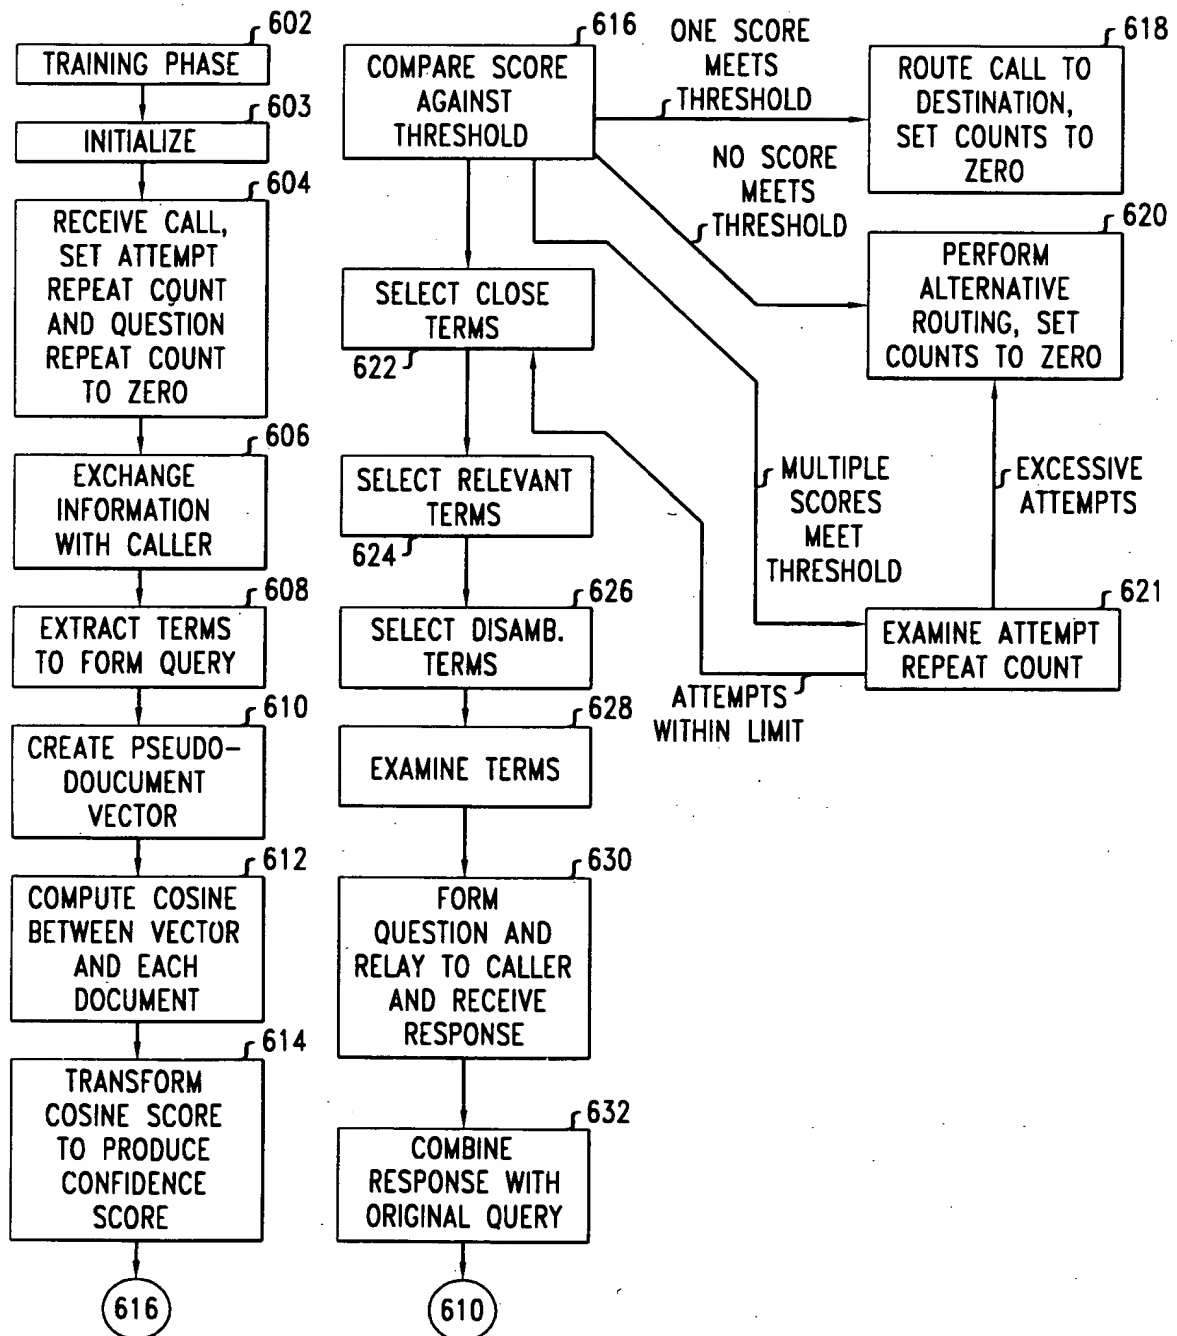 602
TRAINING PHASE
603
INITIALIZE
604
RECEIVE CALL,
SET ATTEMPT
REPEAT COUNT
AND QUESTION
REPEAT COUNT
TO ZERO
606
EXCHANGE
INFORMATION
WITH CALLER
608
EXTRACT TERMS
TO FORM QUERY
610
CREATE PSEUDO-
DOUCUMENT
VECTOR
612
COMPUTE COSINE
BETWEEN VECTOR
AND EACH
DOCUMENT
614
TRANSFORM
COSINE SCORE
TO PRODUCE
CONFIDENCE
SCORE
616
616
COMPARE SCORE
AGAINST
THRESHOLD
SELECT CLOSE
TERMS
622
SELECT RELEVANT
TERMS
624
626
SELECT DISAMB.
TERMS
628
EXAMINE TERMS
630
FORM
QUESTION AND
RELAY TO CALLER
AND RECEIVE
RESPONSE
632
COMBINE
RESPONSE WITH
ORIGINAL QUERY
610
ONE SCORE
MEETS
THRESHOLD
NO SCORE
MEETS
THRESHOLD
618
ROUTE CALL TO
DESTINATION,
SET COUNTS TO
ZERO
620
PERFORM
ALTERNATIVE
ROUTING, SET
COUNTS TO ZERO
MULTIPLE
SCORES
MEET
THRESHOLD
EXCESSIVE
ATTEMPTS
621
EXAMINE ATTEMPT
REPEAT COUNT
ATTEMPTS
WITHIN LIMIT